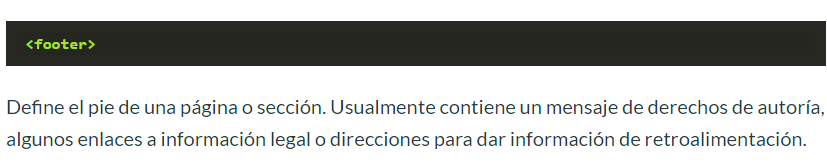 <footer>
Define el pie de una página o sección. Usualmente contiene un mensaje de derechos de autoría,
algunos enlaces a información legal o direcciones para dar información de retroalimentación.